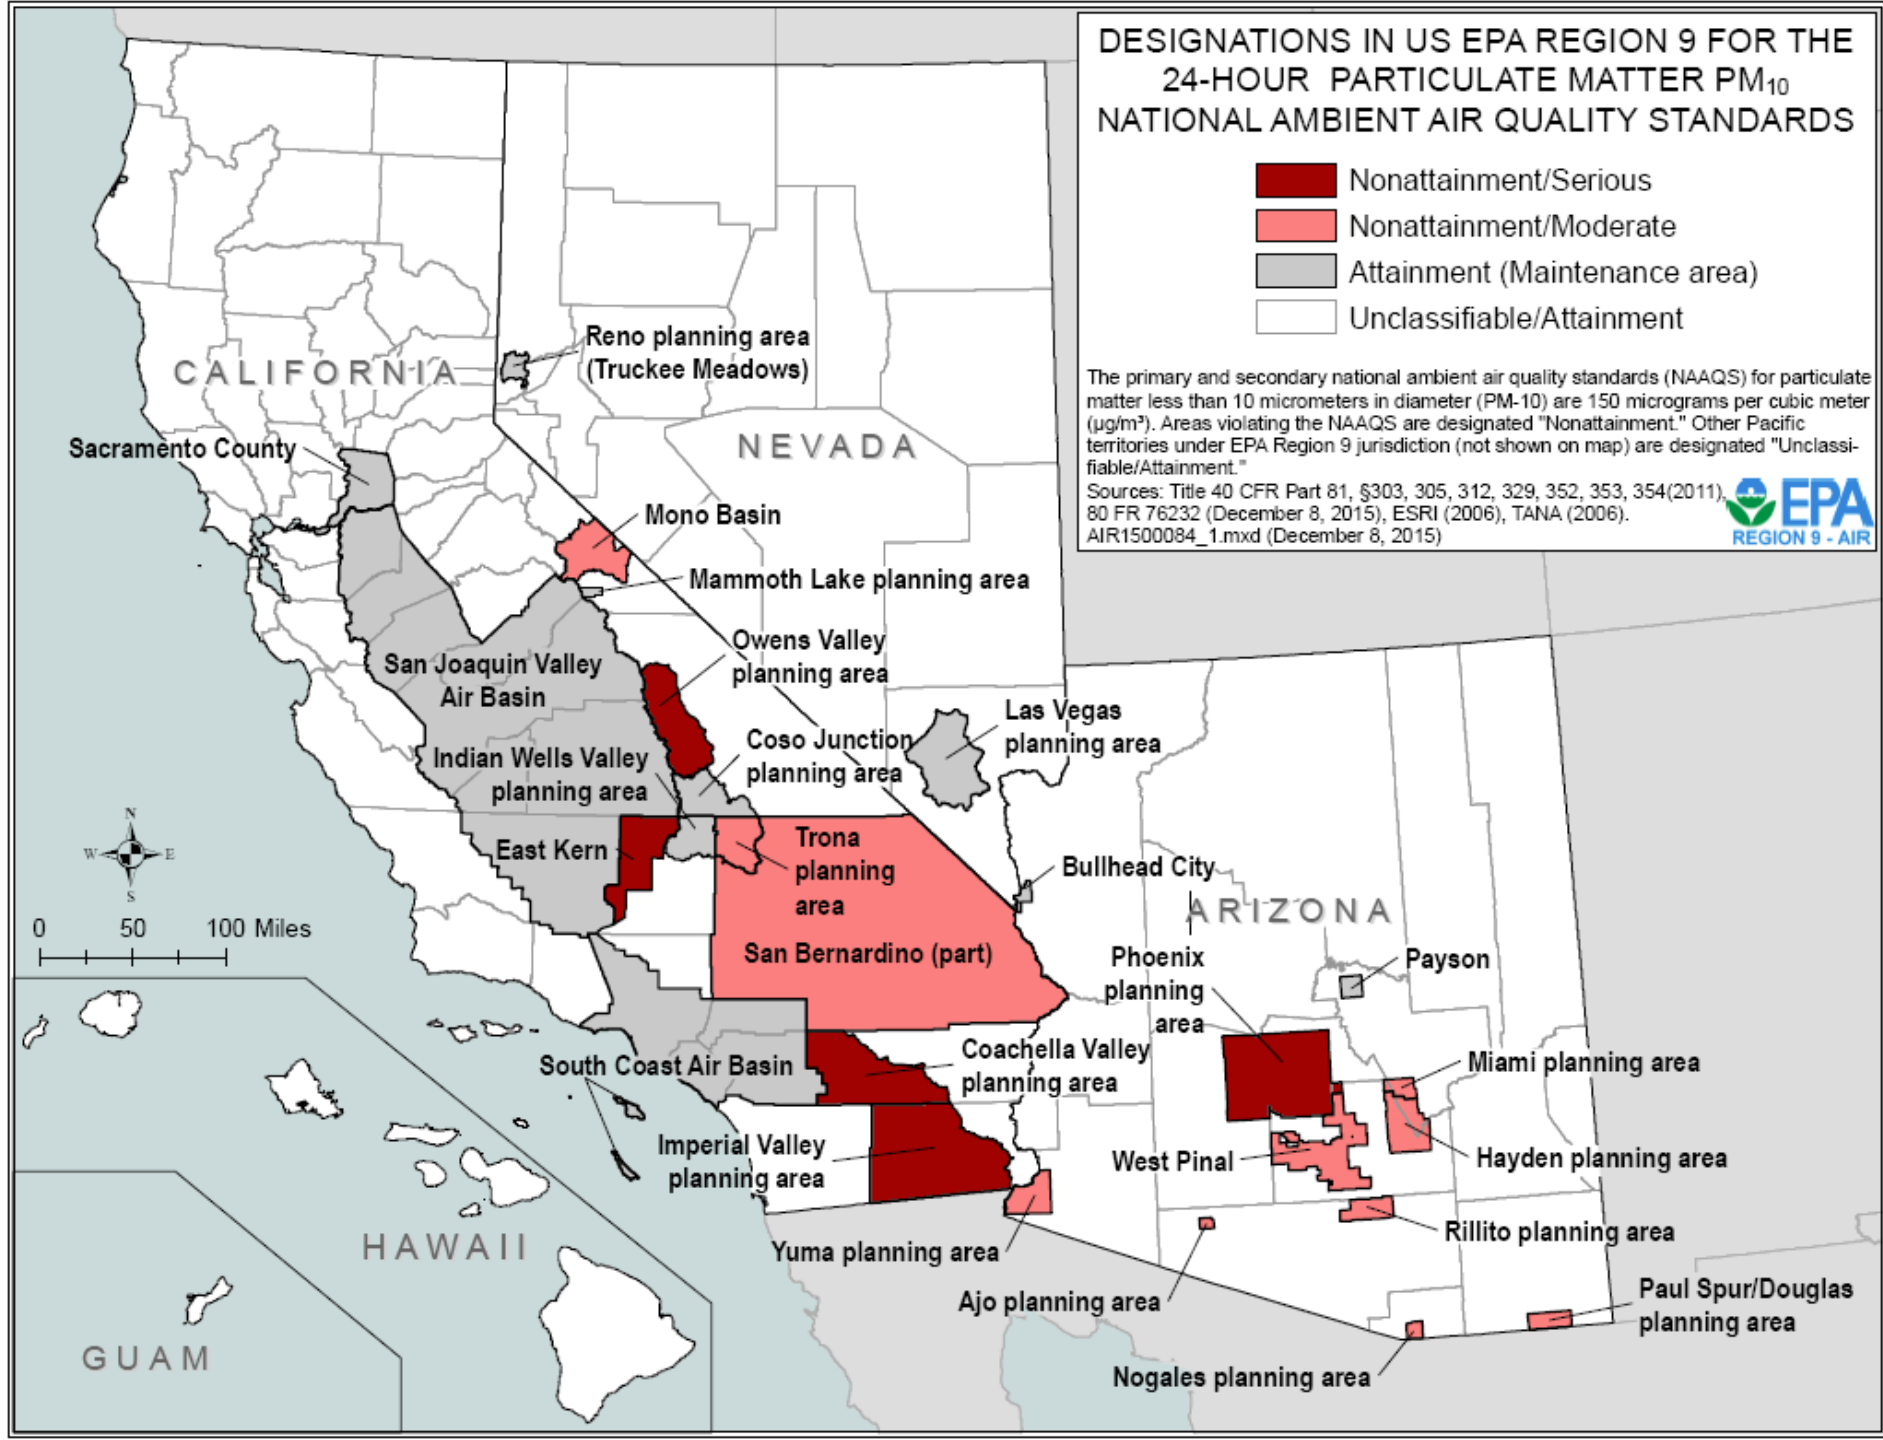 DESIGNATIONS IN US EPA REGION 9 FOR THE
24-HOUR PARTICULATE MATTER PM10
NATIONAL AMBIENT AIR QUALITY STANDARDS
Nonattainment/Serious
Nonattainment/Moderate
Attainment (Maintenance area)
Unclassifiable/Attainment
The primary and secondary national ambient air quality standards (NAAQS) for particulate
matter less than 10 micrometers in diameter (PM-10) are 150 micrograms per cubic meter
(µg/m³). Areas violating the NAAQS are designated "Nonattainment." Other Pacific
territories under EPA Region 9 jurisdiction (not shown on map) are designated "Unclassi-
fiable/Attainment."
Sources: Title 40 CFR Part 81, §303, 305, 312, 329, 352, 353, 354(2011),
80 FR 76232 (December 8, 2015), ESRI (2006), TANA (2006).
AIR1500084_1.mxd (December 8, 2015)
EPA
REGION 9 - AIR
Reno planning area
(Truckee Meadows)
CALIFORNIA
NEVADA
Sacramento County
Mono Basin
Mammoth Lake planning area
Owens Valley
planning area
San Joaquin Valley
Air Basin
Las Vegas
planning area
Coso Junction
planning area
Indian Wells Valley
planning area
East Kern
Trona
planning
area
Bullhead City
ARIZONA
San Bernardino (part)
Phoenix
planning
area
Payson
N
W
E
S
0 50 100 Miles
South Coast Air Basin
Coachella Valley
planning area
Miami planning area
Imperial Valley
planning area
West Pinal
Hayden planning area
Yuma planning area
Rillito planning area
Ajo planning area
Paul Spur/Douglas
planning area
Nogales planning area
HAWAII
GUAM